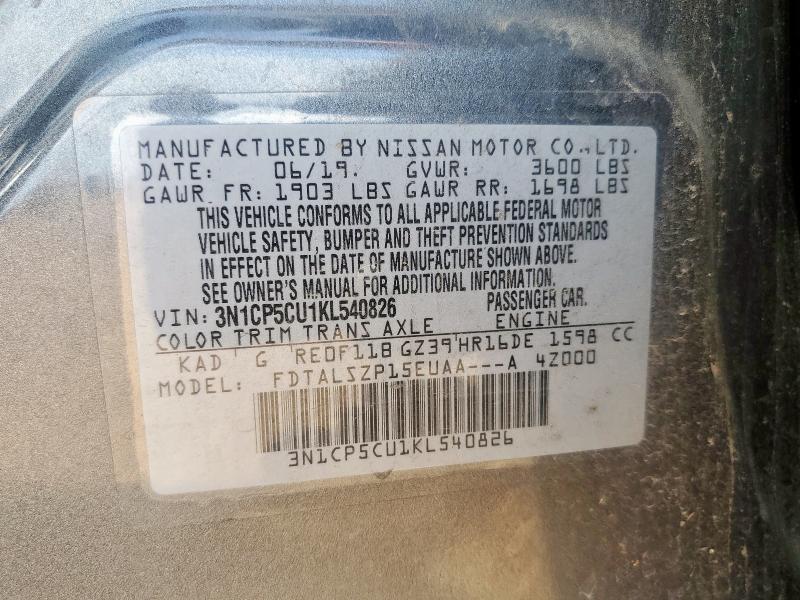 MANUFACTURED BY NISSAN MOTOR CO., LTD.
DATE: 06/19. GVWR: 3600 LBS
GAWR FR: 1903 LBS GAWR RR: 1698 LBS
THIS VEHICLE CONFORMS TO ALL APPLICABLE FEDERAL MOTOR
VEHICLE SAFETY, BUMPER AND THEFT PREVENTION STANDARDS
IN EFFECT ON THE DATE OF MANUFACTURE SHOWN ABOVE.
SEE OWNER'S MANUAL FOR ADDITIONAL INFORMATION.
VIN: 3N1CP5CU1KL540826 PASSENGER CAR.
COLOR TRIM TRANS AXLE ENGINE
KAD G RE0F11B GZ39 HR16DE 1598 CC
MODEL: FDTALSZP15EUAA---A 4Z000
3N1CP5CU1KL540826